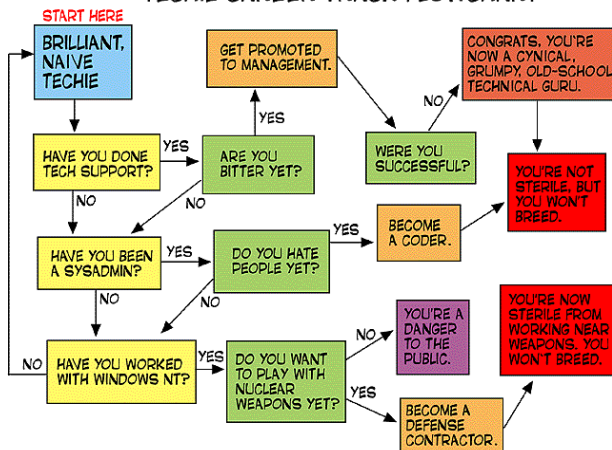 TECHIE CAREER TRACK FLOWCHART
START HERE
BRILLIANT,
NAIVE
TECHIE
GET PROMOTED
TO MANAGEMENT.
CONGRATS, YOU'RE
NOW A CYNICAL,
GRUMPY, OLD-SCHOOL
TECHNICAL GURU.
NO
YES
HAVE YOU DONE
TECH SUPPORT?
YES
ARE YOU
BITTER YET?
WERE YOU
SUCCESSFUL?
YOU'RE NOT
STERILE, BUT
YOU WON'T
BREED.
NO
NO
HAVE YOU BEEN
A SYSADMIN?
YES
DO YOU HATE
PEOPLE YET?
YES
BECOME
A CODER.
NO
NO
YOU'RE A
DANGER
TO THE
PUBLIC.
YOU'RE NOW
STERILE FROM
WORKING NEAR
WEAPONS. YOU
WON'T BREED.
NO
HAVE YOU WORKED
WITH WINDOWS NT?
YES
DO YOU WANT
TO PLAY WITH
NUCLEAR
WEAPONS YET?
NO
YES
BECOME A
DEFENSE
CONTRACTOR.